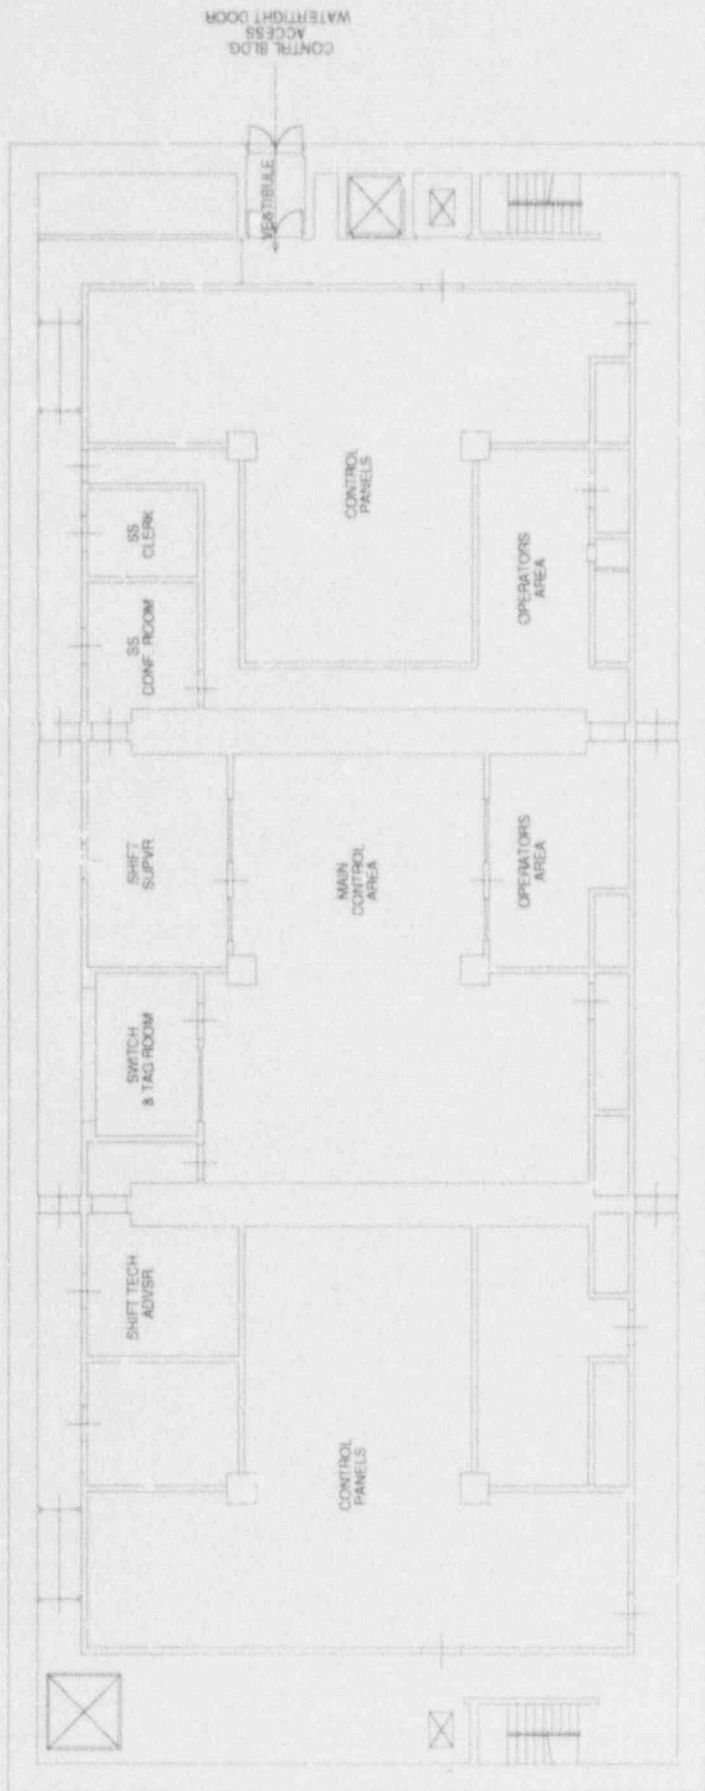 CONTRL BLDG.
ACCESS
WATERTIGHT DOOR
VESTIBULE
CONTROL
PANELS
SS
CLERK
SS
CONF. ROOM
OPERATORS
AREA
SHIFT
SUPVR.
MAIN
CONTROL
AREA
OPERATORS
AREA
SWITCH
& TAG ROOM
SHIFT TECH
ADVSR.
CONTROL
PANELS